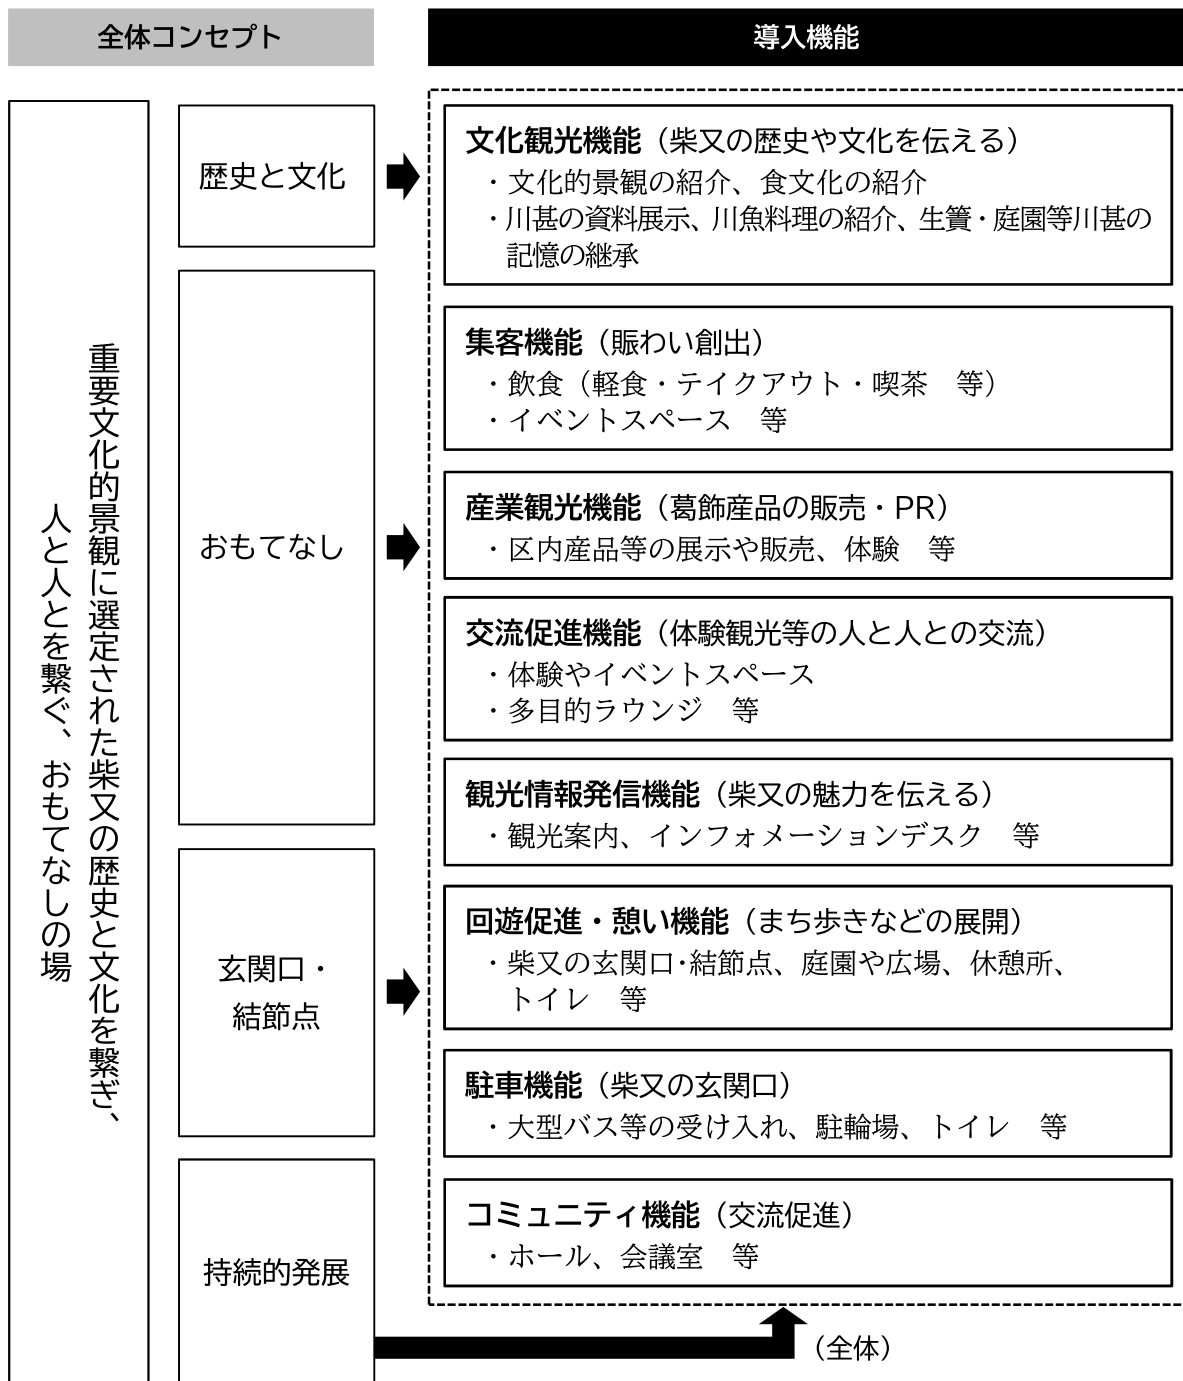 全体コンセプト
導入機能
重要文化的景観に選定された柴又の歴史と文化を繋ぎ、
人と人とを繋ぐ、おもてなしの場
歴史と文化
文化観光機能（柴又の歴史や文化を伝える）
・文化的景観の紹介、食文化の紹介
・川甚の資料展示、川魚料理の紹介、生簀・庭園等川甚の
記憶の継承
おもてなし
集客機能（賑わい創出）
・飲食（軽食・テイクアウト・喫茶　等）
・イベントスペース　等
産業観光機能（葛飾産品の販売・PR）
・区内産品等の展示や販売、体験　等
交流促進機能（体験観光等の人と人との交流）
・体験やイベントスペース
・多目的ラウンジ　等
観光情報発信機能（柴又の魅力を伝える）
・観光案内、インフォメーションデスク　等
玄関口・
結節点
回遊促進・憩い機能（まち歩きなどの展開）
・柴又の玄関口・結節点、庭園や広場、休憩所、
トイレ　等
駐車機能（柴又の玄関口）
・大型バス等の受け入れ、駐輪場、トイレ　等
持続的発展
コミュニティ機能（交流促進）
・ホール、会議室　等
（全体）